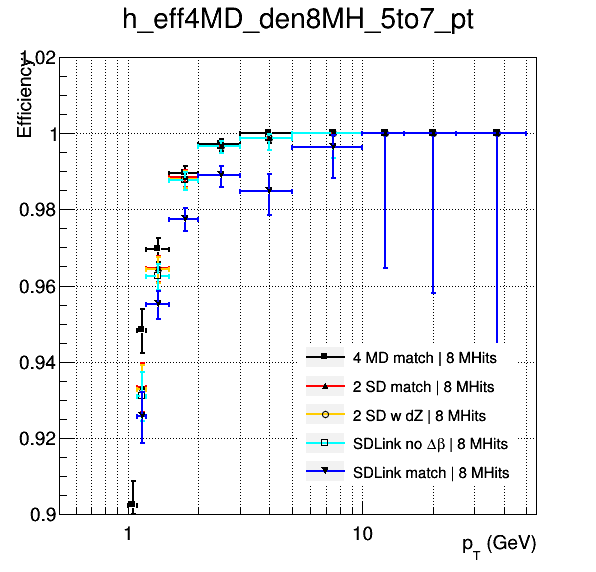 h_eff4MD_den8MH_5to7_pt
Efficiency
1.02
1
0.98
0.96
0.94
0.92
0.9
4 MD match | 8 MHits
2 SD match | 8 MHits
2 SD w dZ | 8 MHits
SDLink no Δβ | 8 MHits
SDLink match | 8 MHits
1
10
p_T (GeV)